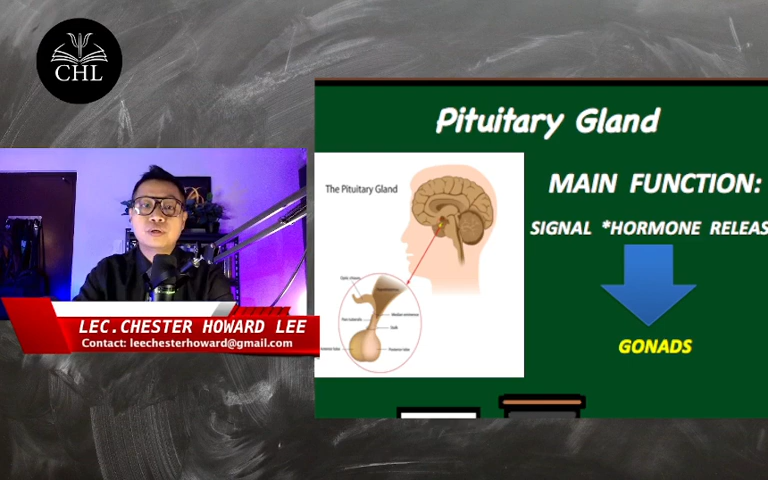 CHL
Pituitary Gland
The Pituitary Gland
MAIN FUNCTION:
SIGNAL *HORMONE RELEAS
GONADS
LEC.CHESTER HOWARD LEE
Contact: leechesterhoward@gmail.com